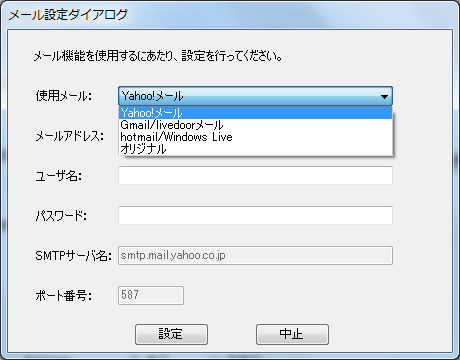 メール設定ダイアログ
メール機能を使用するにあたり、設定を行ってください。
使用メール:
Yahoo!メール
Yahoo!メール
Gmail/livedoorメール
hotmail/Windows Live
オリジナル
メールアドレス:
ユーザ名:
パスワード:
SMTPサーバ名:
smtp.mail.yahoo.co.jp
ポート番号:
587
設定
中止